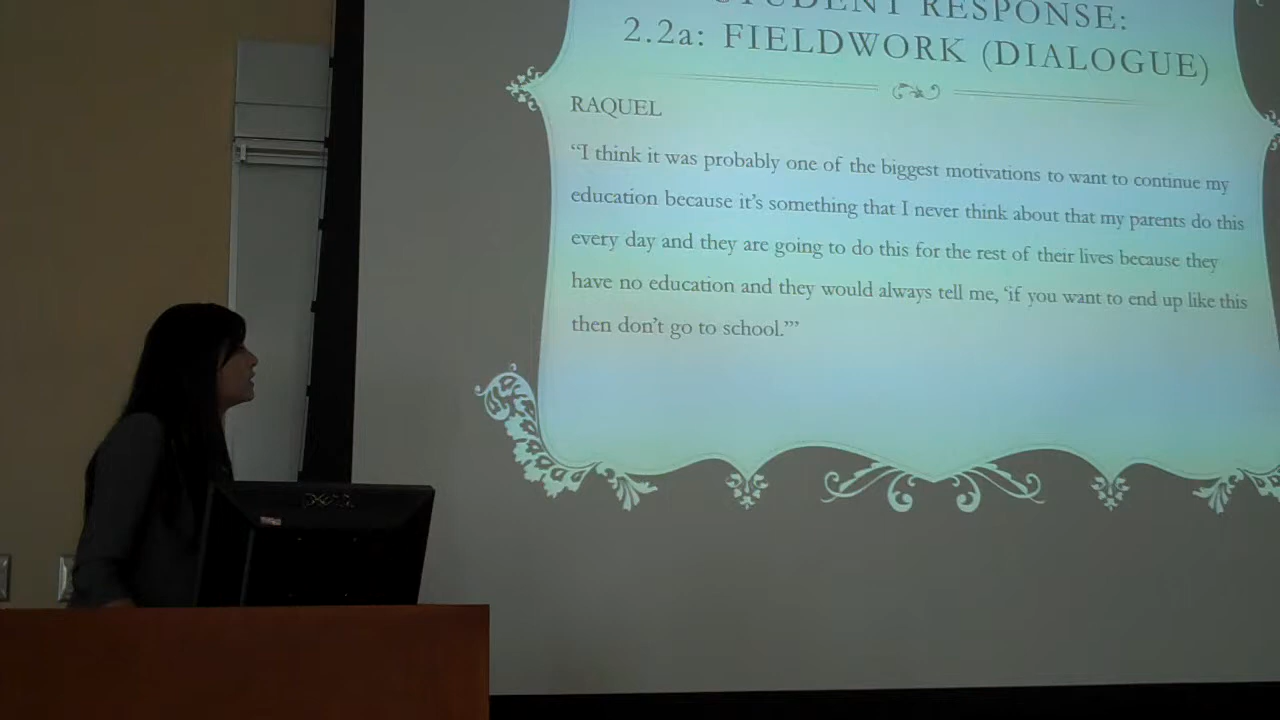 STUDENT RESPONSE:
2.2a: FIELDWORK (DIALOGUE)
RAQUEL
“I think it was probably one of the biggest motivations to want to continue my
education because it’s something that I never think about that my parents do this
every day and they are going to do this for the rest of their lives because they
have no education and they would always tell me, ‘if you want to end up like this
then don’t go to school.’”
DELL